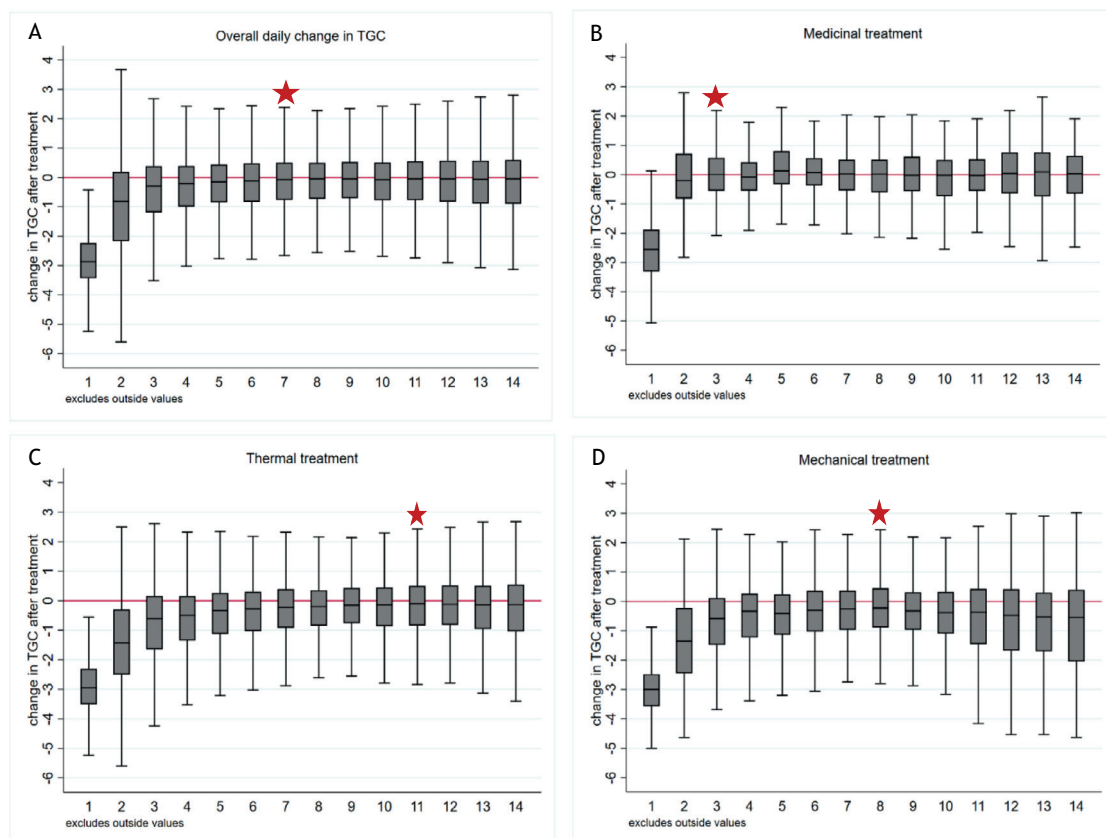 A
Overall daily change in TGC
change in TGC after treatment
4
3
2
1
0
-1
-2
-3
-4
-5
-6
1 2 3 4 5 6 7 8 9 10 11 12 13 14
excludes outside values
B
Medicinal treatment
change in TGC after treatment
4
3
2
1
0
-1
-2
-3
-4
-5
-6
1 2 3 4 5 6 7 8 9 10 11 12 13 14
excludes outside values
C
Thermal treatment
change in TGC after treatment
4
3
2
1
0
-1
-2
-3
-4
-5
-6
1 2 3 4 5 6 7 8 9 10 11 12 13 14
excludes outside values
D
Mechanical treatment
change in TGC after treatment
4
3
2
1
0
-1
-2
-3
-4
-5
-6
1 2 3 4 5 6 7 8 9 10 11 12 13 14
excludes outside values